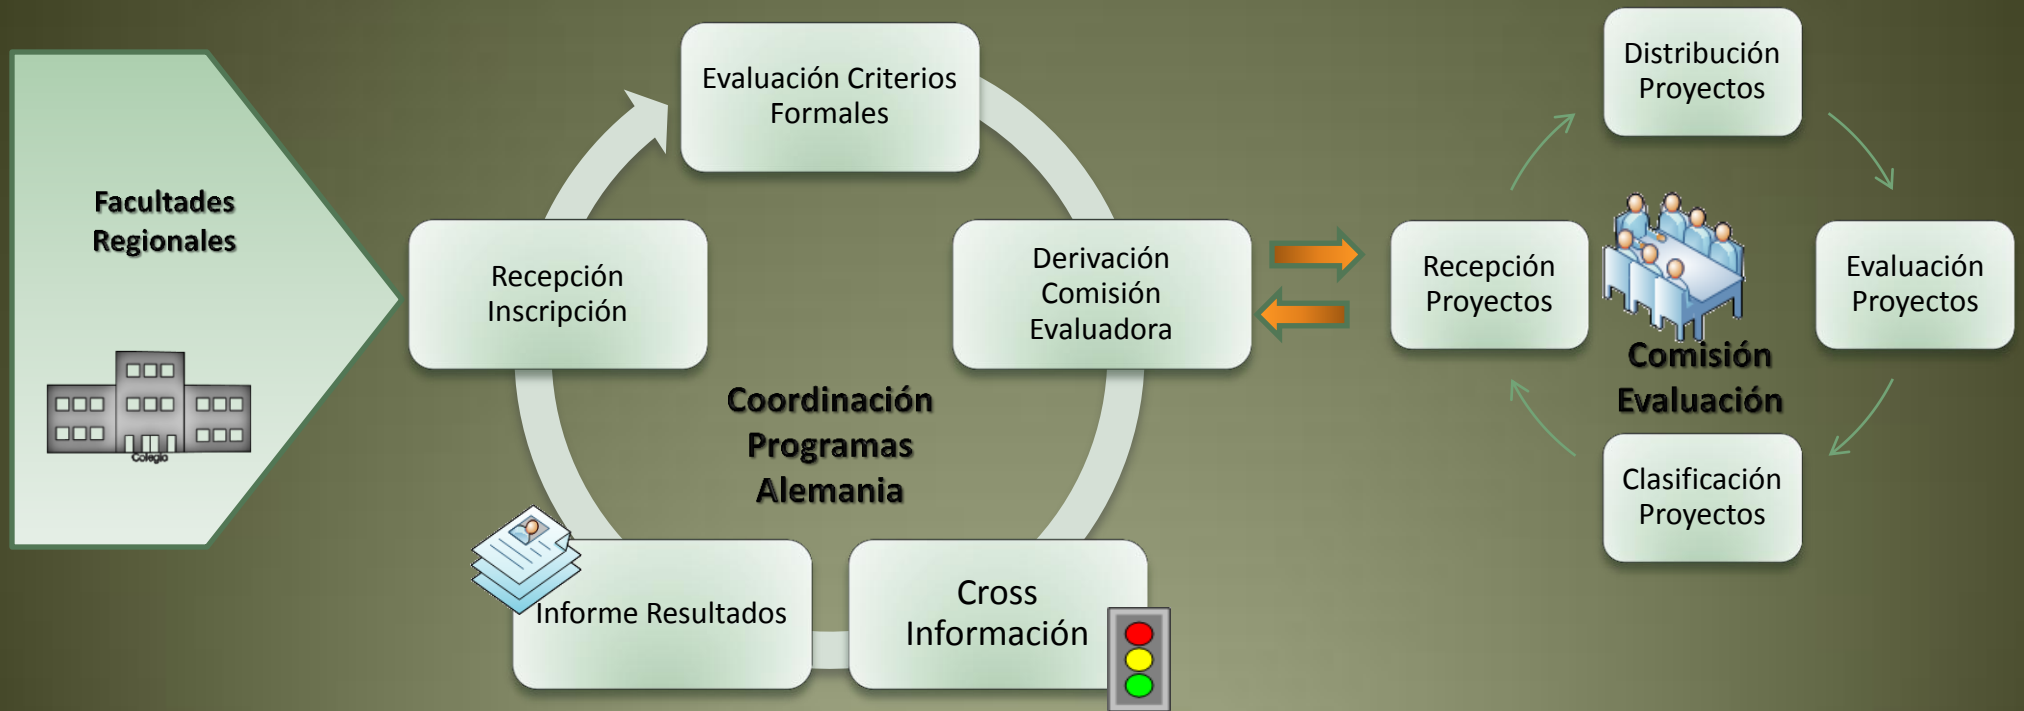 Facultades
Regionales
Colegio
Evaluación Criterios
Formales
Recepción
Inscripción
Derivación
Comisión
Evaluadora
Coordinación
Programas
Alemania
Informe Resultados
Cross
Información
Distribución
Proyectos
Recepción
Proyectos
Evaluación
Proyectos
Comisión
Evaluación
Clasificación
Proyectos